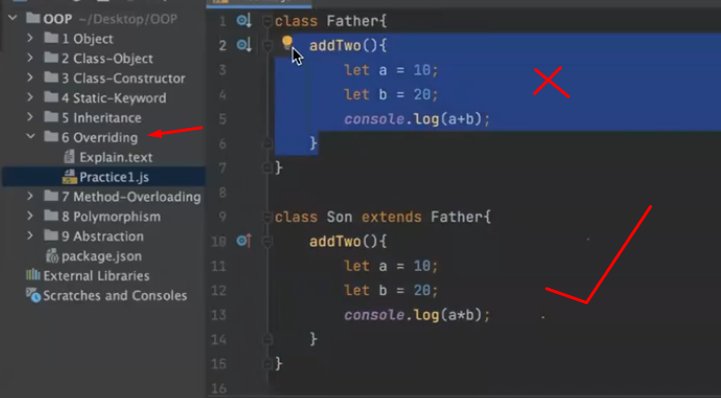 OOP ~/Desktop/OOP
1 Object
2 Class-Object
3 Class-Constructor
4 Static-Keyword
5 Inheritance
6 Overriding
Explain.text
Practice1.js
7 Method-Overloading
8 Polymorphism
9 Abstraction
package.json
External Libraries
Scratches and Consoles
1 class Father{
2 addTwo(){
3 let a = 10;
4 let b = 20;
5 console.log(a+b);
6 }
7 }
8
9 class Son extends Father{
10 addTwo(){
11 let a = 10;
12 let b = 20;
13 console.log(a*b);
14 }
15 }
16